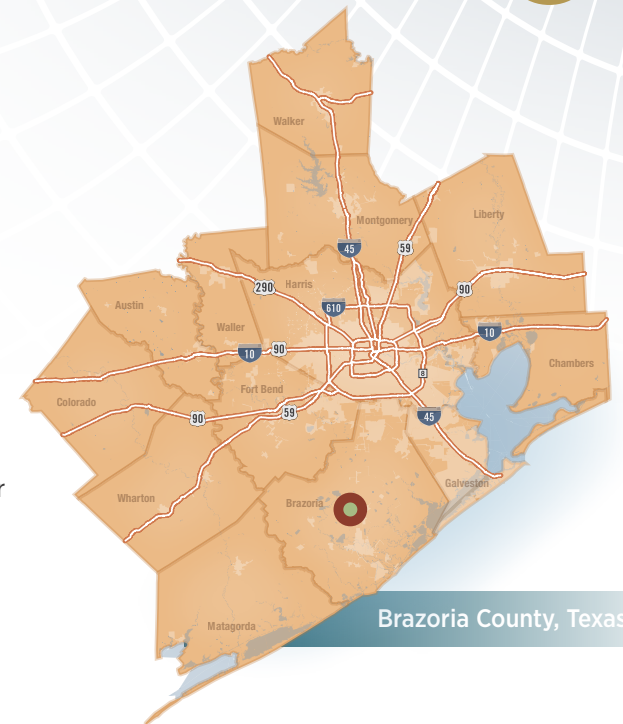 Walker
Montgomery
Liberty
45
59
290
Harris
90
Austin
610
Waller
10
10
90
Chambers
Fort Bend
8
Colorado
59
90
45
Galveston
Wharton
r
Brazoria
Brazoria County, Texas
Matagorda